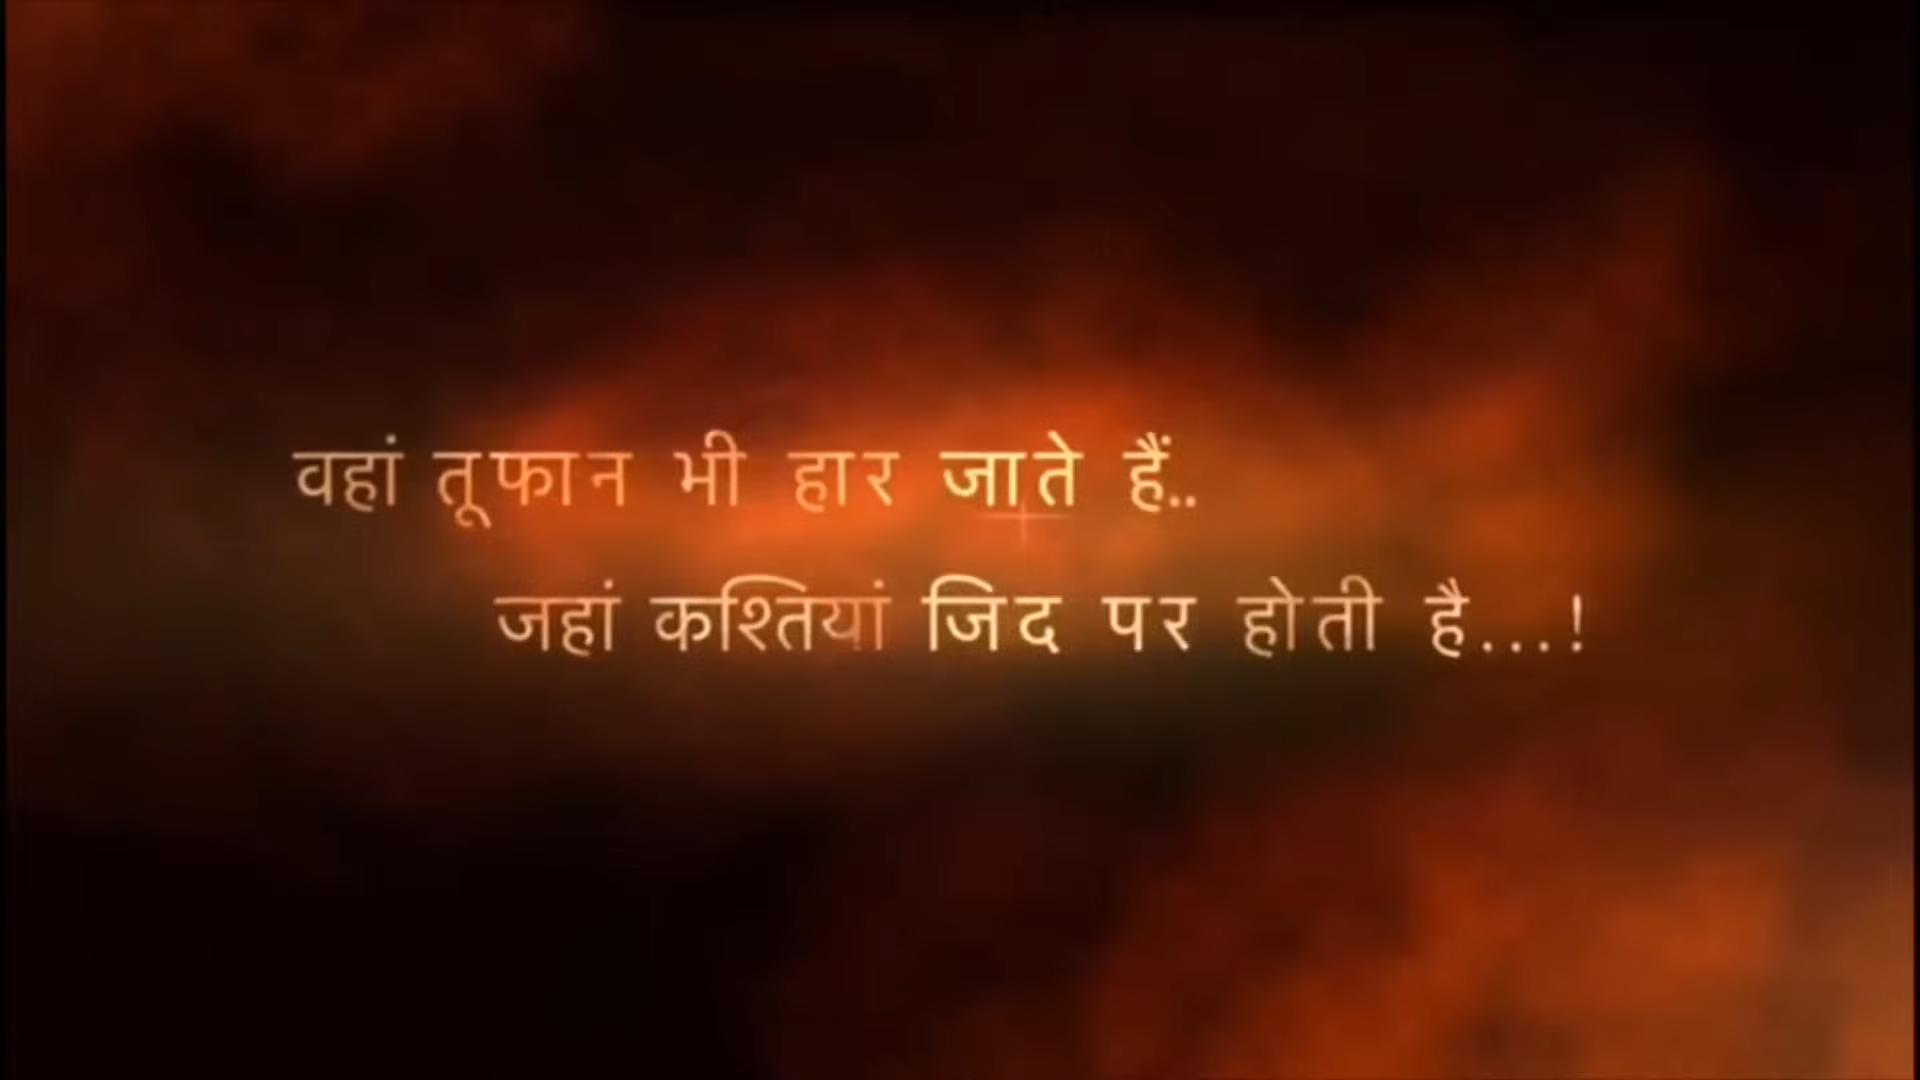 वहां तूफान भी हार जाते हैं..
जहां कश्तियां जिद पर होती है...!